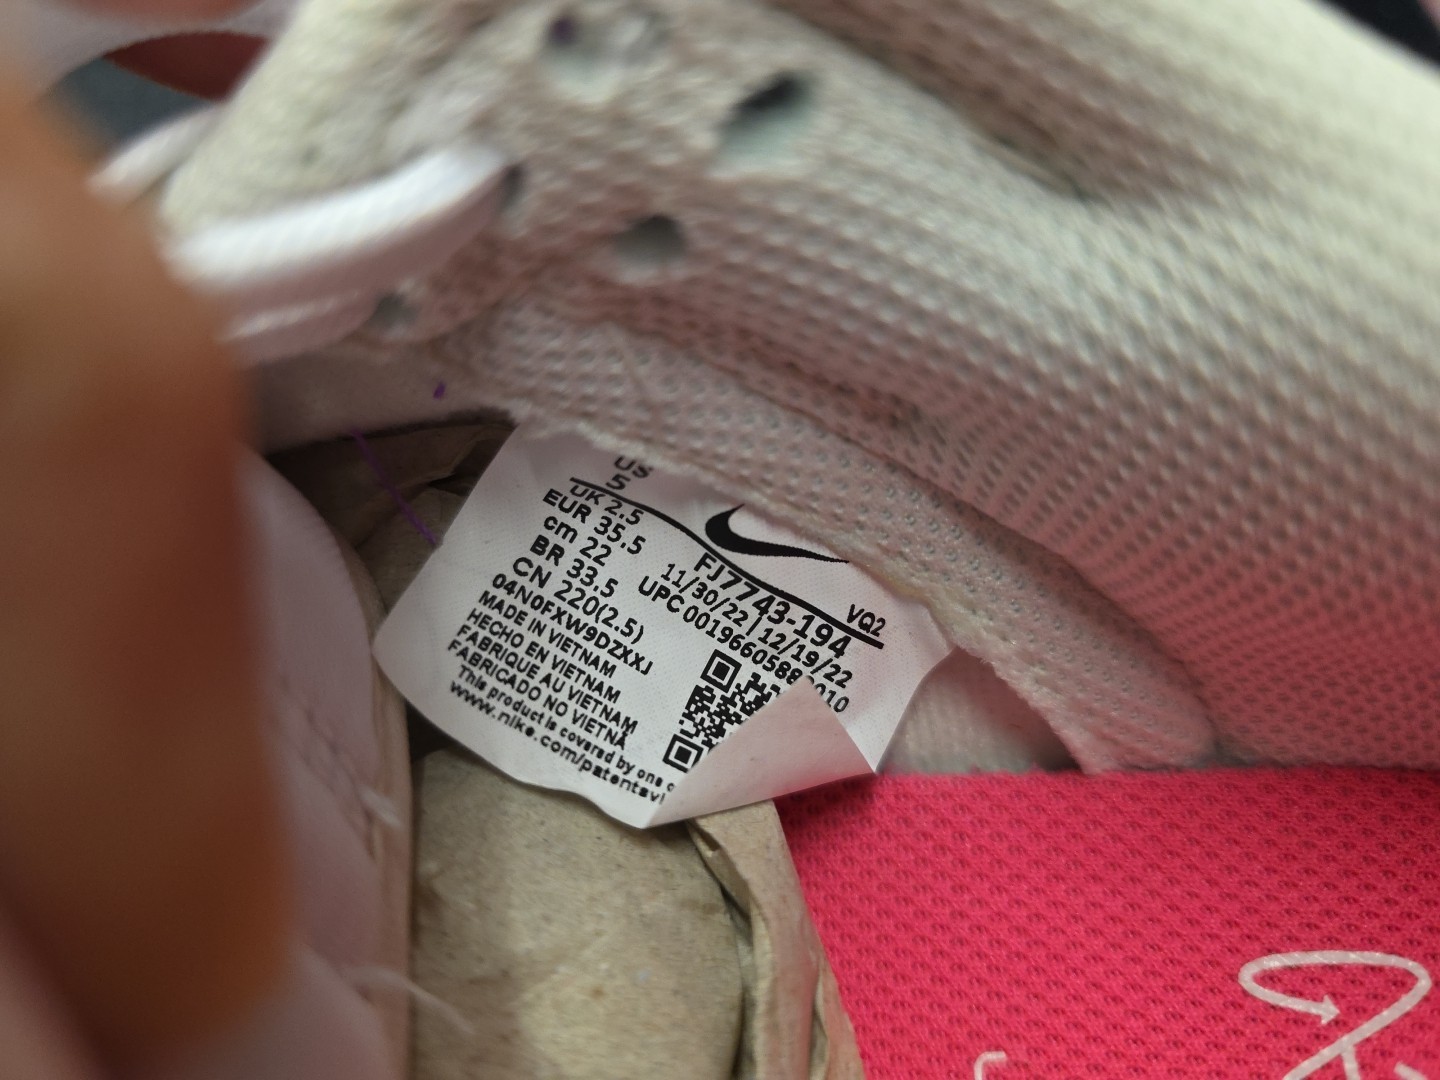 US
5
UK 2.5
EUR 35.5
cm 22
BR 33.5
CN 220(2.5)
04N0FXW9DZXXJ
MADE IN VIETNAM
HECHO EN VIETNAM
FABRIQUE AU VIETNAM
FABRICADO NO VIETNÃ
This product is covered by one
www.nike.com/patents
VQ2
FJ7743-194
11/30/22 | 12/19/22
UPC